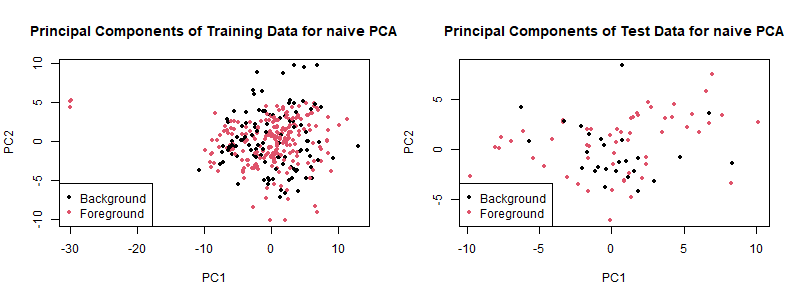 Principal Components of Training Data for naive PCA
PC2
10
5
0
-5
-10
Background
Foreground
-30
-20
-10
0
10
PC1
Principal Components of Test Data for naive PCA
PC2
5
0
-5
Background
Foreground
-10
-5
0
5
10
PC1